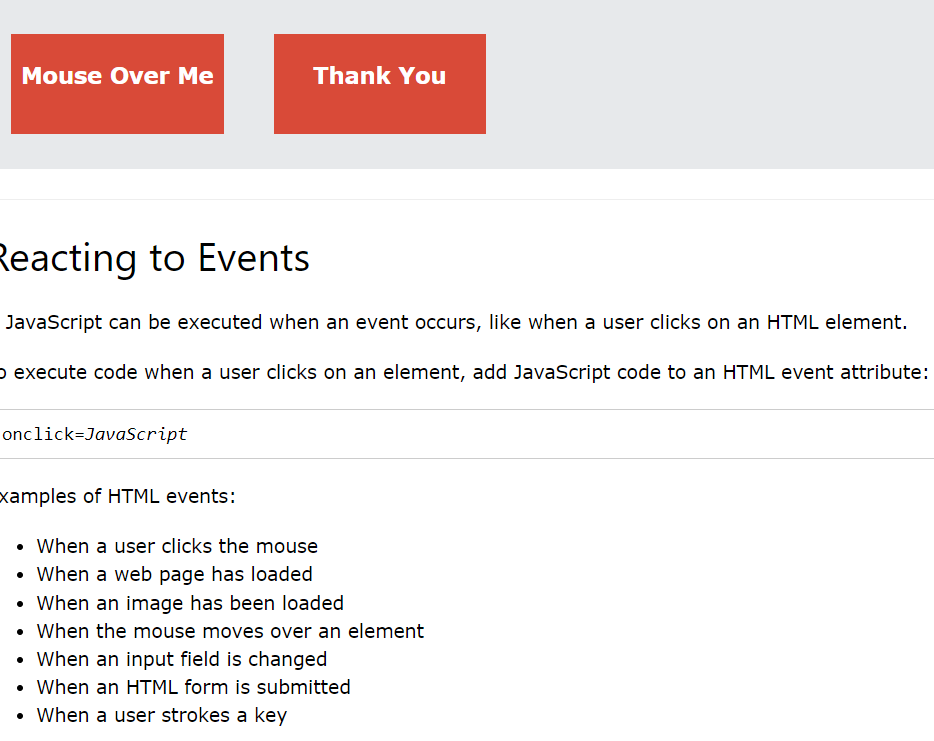 Mouse Over Me
Thank You
Reacting to Events
JavaScript can be executed when an event occurs, like when a user clicks on an HTML element.
o execute code when a user clicks on an element, add JavaScript code to an HTML event attribute:
onclick=JavaScript
xamples of HTML events:
• When a user clicks the mouse
• When a web page has loaded
• When an image has been loaded
• When the mouse moves over an element
• When an input field is changed
• When an HTML form is submitted
• When a user strokes a key